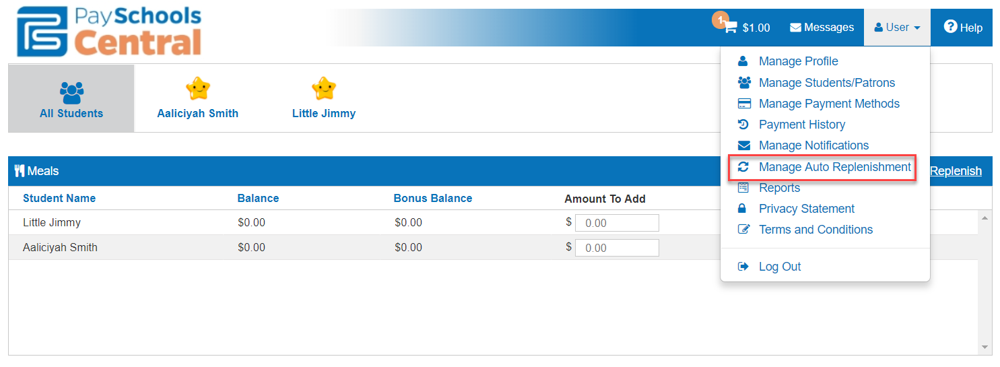 PaySchools
Central
1 $1.00 Messages User Help
All Students Aaliciyah Smith Little Jimmy
Manage Profile
Manage Students/Patrons
Manage Payment Methods
Payment History
Manage Notifications
Manage Auto Replenishment
Reports
Privacy Statement
Terms and Conditions
Log Out
Meals Replenish
Student Name Balance Bonus Balance Amount To Add
Little Jimmy $0.00 $0.00 $ 0.00
Aaliciyah Smith $0.00 $0.00 $ 0.00